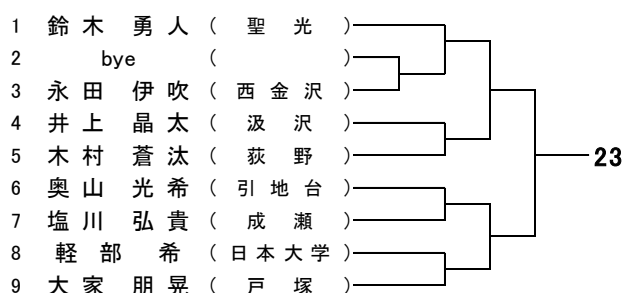 1 鈴木 勇人 ( 聖光 )
2 bye ( )
3 永田 伊吹 ( 西金沢 )
4 井上 晶太 ( 汲沢 )
5 木村 蒼汰 ( 荻野 )
23
6 奥山 光希 ( 引地台 )
7 塩川 弘貴 ( 成瀬 )
8 軽部 希 ( 日本大学 )
9 大家 朋晃 ( 戸塚 )